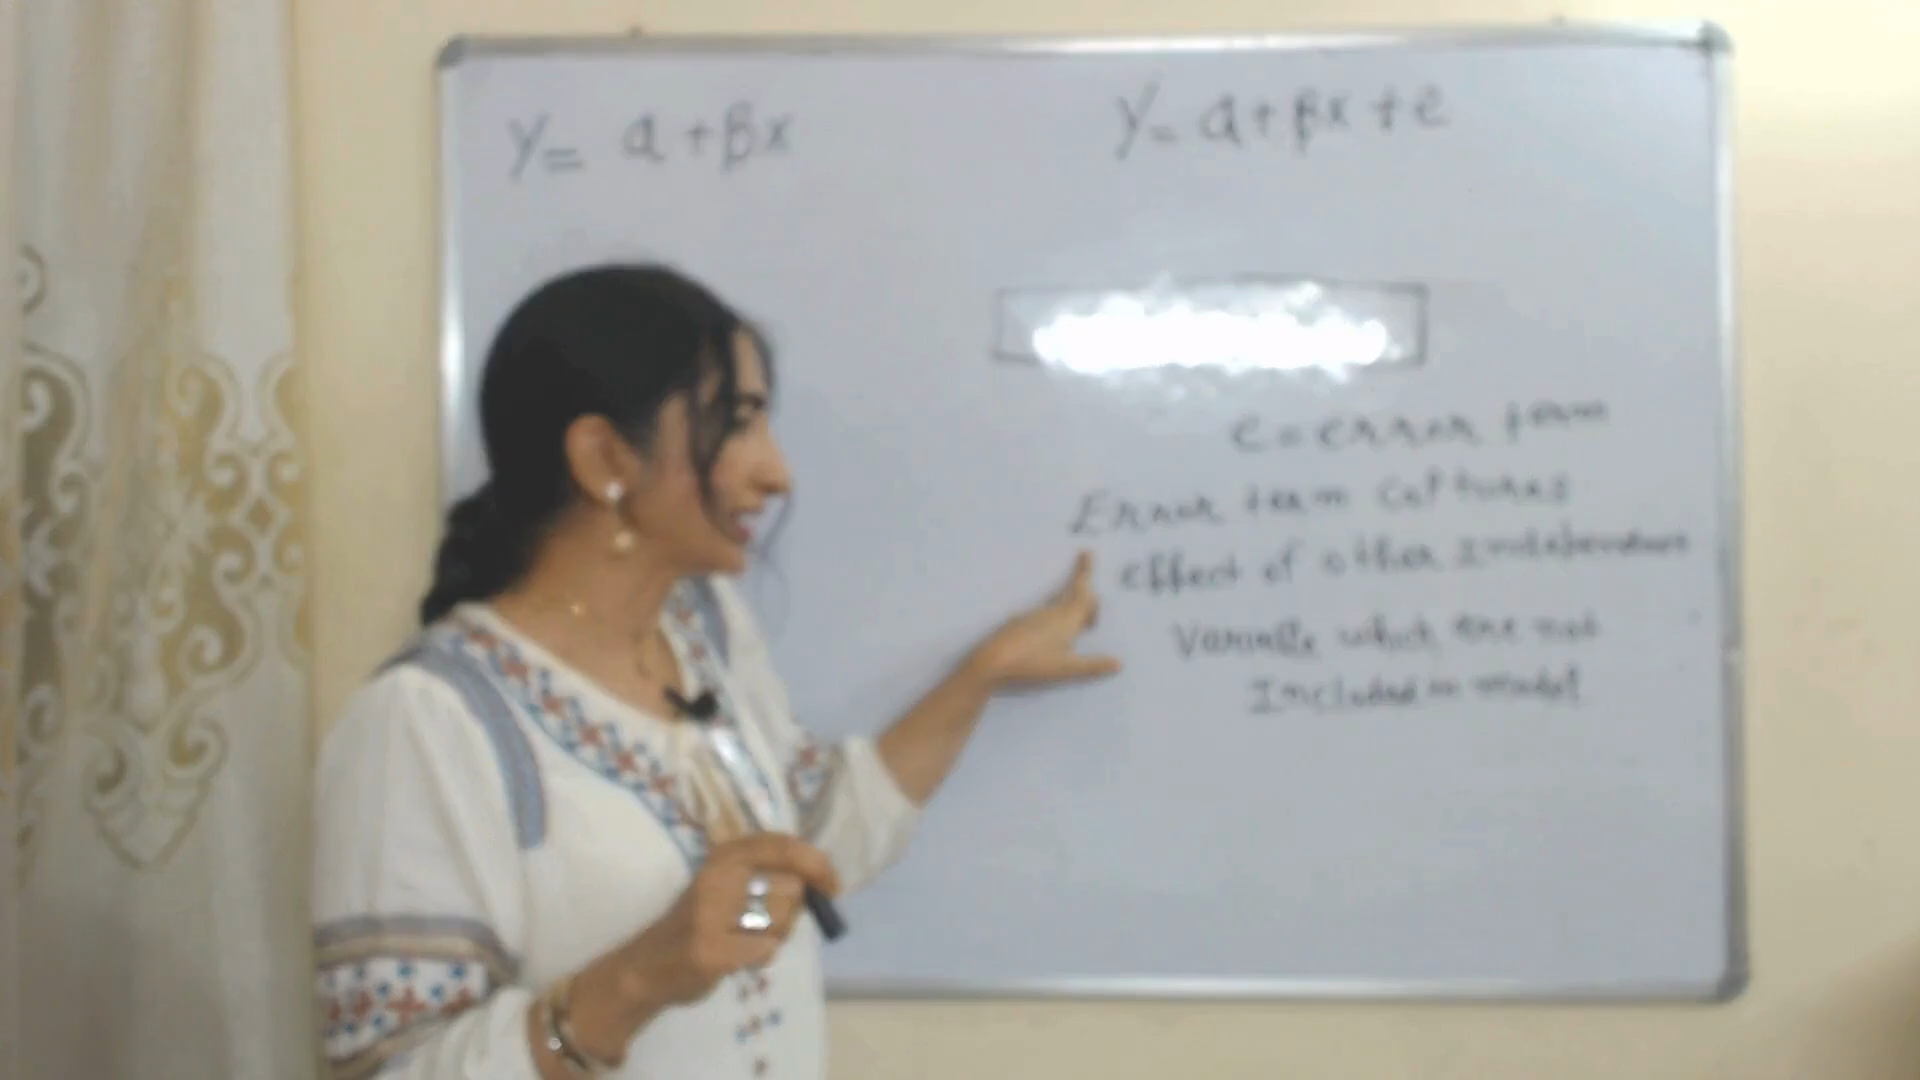 Y= a+βx
Y= a+βx+e
e=error term
Error term captures
effect of other independent
Variable which are not
Included in model